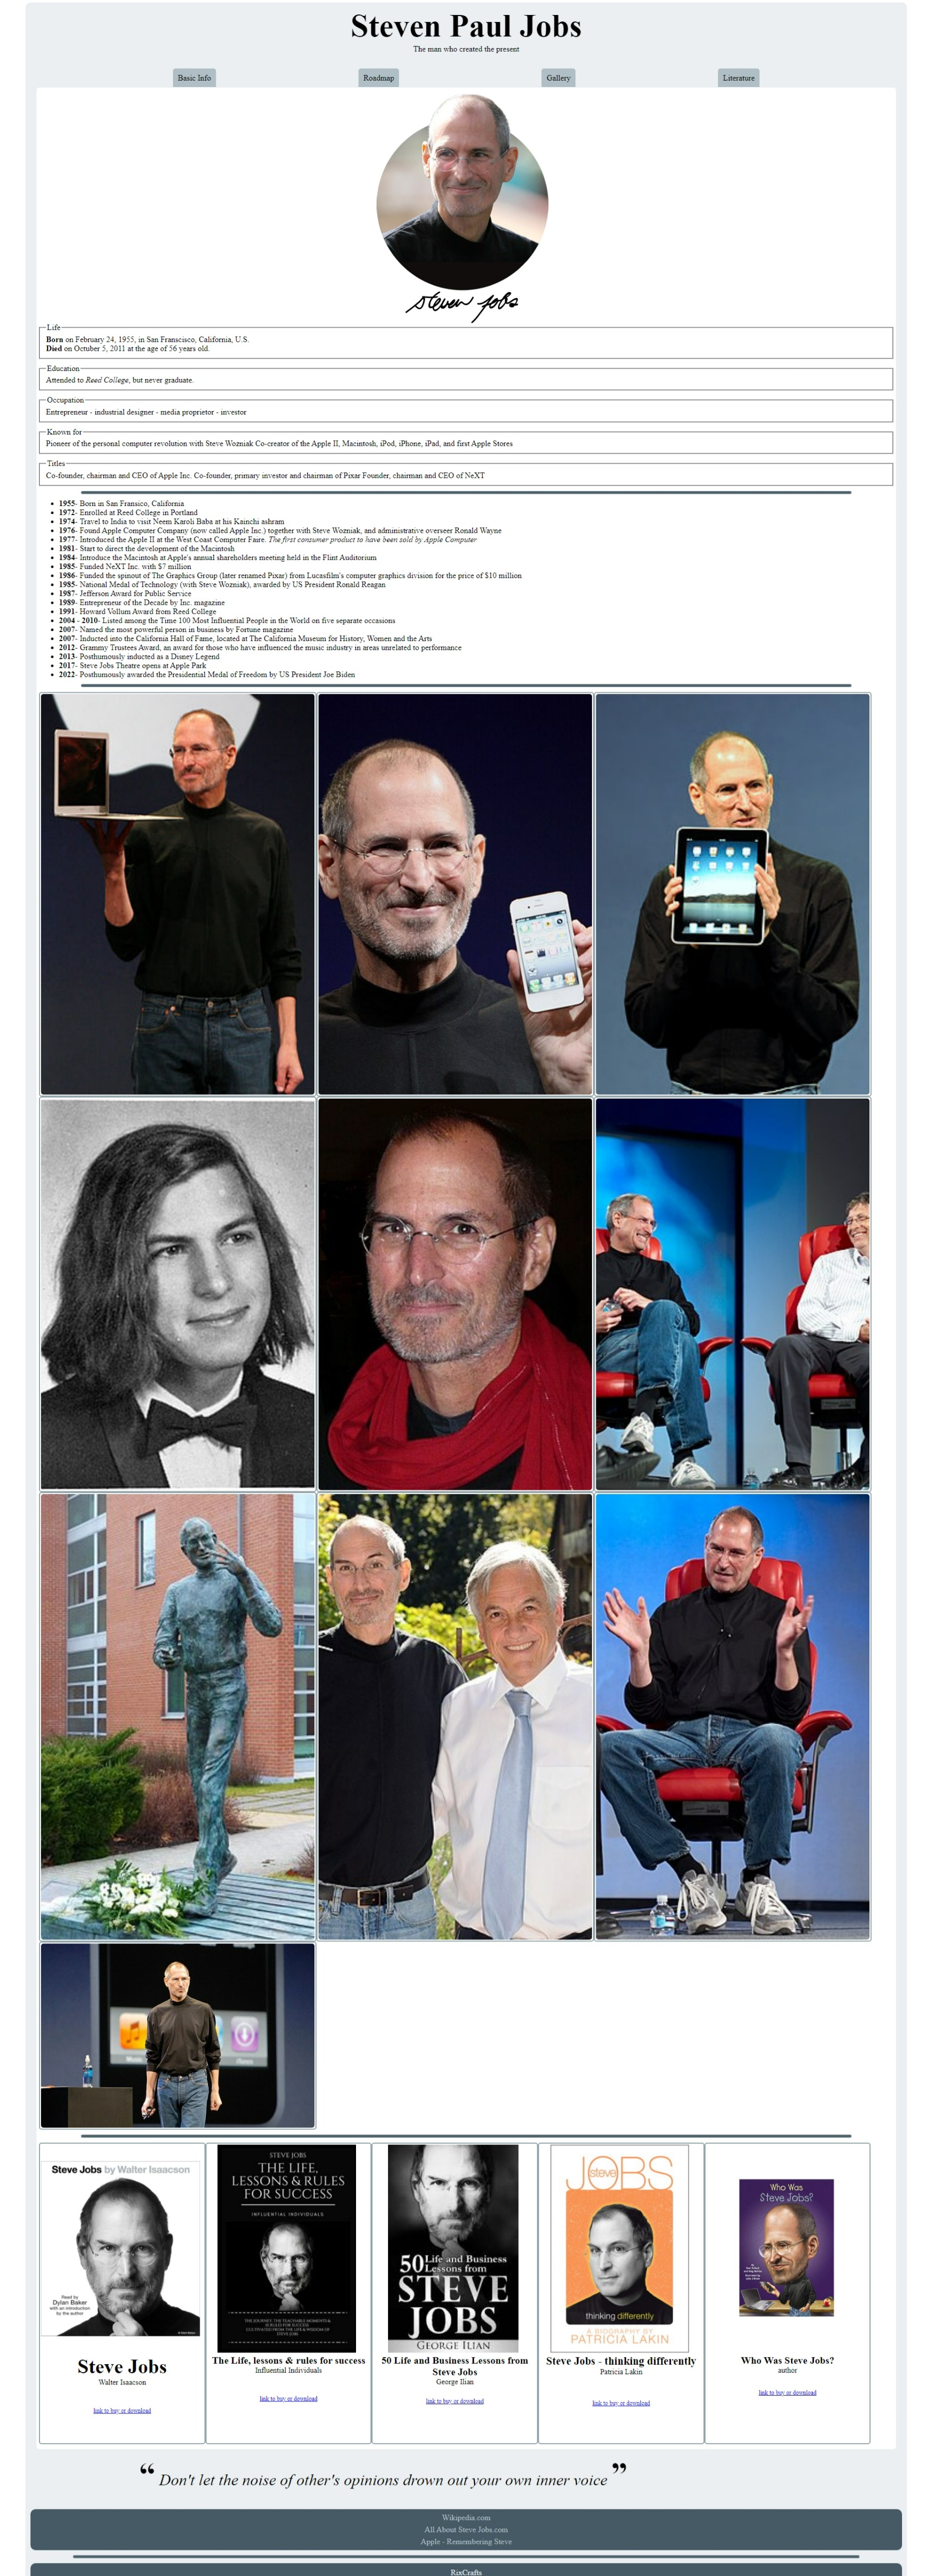 Steven Paul Jobs
The man who created the present
Basic Info
Roadmap
Gallery
Literature
steven jobs
Life
Born on February 24, 1955, in San Franscisco, California, U.S.
Died on October 5, 2011 at the age of 56 years old.
Education
Attended to Reed College, but never graduate.
Occupation
Entrepreneur - industrial designer - media proprietor - investor
Known for
Pioneer of the personal computer revolution with Steve Wozniak Co-creator of the Apple II, Macintosh, iPod, iPhone, iPad, and first Apple Stores
Titles
Co-founder, chairman and CEO of Apple Inc. Co-founder, primary investor and chairman of Pixar Founder, chairman and CEO of NeXT
1955- Born in San Fransico, California
1972- Enrolled at Reed College in Portland
1974- Travel to India to visit Neem Karoli Baba at his Kainchi ashram
1976- Found Apple Computer Company (now called Apple Inc.) together with Steve Wozniak, and administrative overseer Ronald Wayne
1977- Introduced the Apple II at the West Coast Computer Faire. The first consumer product to have been sold by Apple Computer
1981- Start to direct the development of the Macintosh
1984- Introduce the Macintosh at Apple's annual shareholders meeting held in the Flint Auditorium
1985- Funded NeXT Inc. with $7 million
1986- Funded the spinout of The Graphics Group (later renamed Pixar) from Lucasfilm's computer graphics division for the price of $10 million
1985- National Medal of Technology (with Steve Wozniak), awarded by US President Ronald Reagan
1987- Jefferson Award for Public Service
1989- Entrepreneur of the Decade by Inc. magazine
1991- Howard Vollum Award from Reed College
2004 - 2010- Listed among the Time 100 Most Influential People in the World on five separate occasions
2007- Named the most powerful person in business by Fortune magazine
2007- Inducted into the California Hall of Fame, located at The California Museum for History, Women and the Arts
2012- Grammy Trustees Award, an award for those who have influenced the music industry in areas unrelated to performance
2013- Posthumously inducted as a Disney Legend
2017- Steve Jobs Theatre opens at Apple Park
2022- Posthumously awarded the Presidential Medal of Freedom by US President Joe Biden
Steve Jobs by Walter Isaacson
Read by
Dylan Baker
with an introduction
by the author
Steve Jobs
Walter Isaacson
link to buy or download
STEVE JOBS
THE LIFE,
LESSONS & RULES
FOR SUCCESS
INFLUENTIAL INDIVIDUALS
The Life, lessons & rules for success
Influential Individuals
link to buy or download
50 Life and Business
Lessons from
STEVE
JOBS
GEORGE ILIAN
50 Life and Business Lessons from
Steve Jobs
George Ilian
link to buy or download
steve
JOBS
thinking differently
A BIOGRAPHY BY
PATRICIA LAKIN
Steve Jobs - thinking differently
Patricia Lakin
link to buy or download
Who Was
Steve Jobs?
Who Was Steve Jobs?
author
link to buy or download
“ Don't let the noise of other's opinions drown out your own inner voice ”
Wikipedia.com
All About Steve Jobs.com
Apple - Remembering Steve
RixCrafts